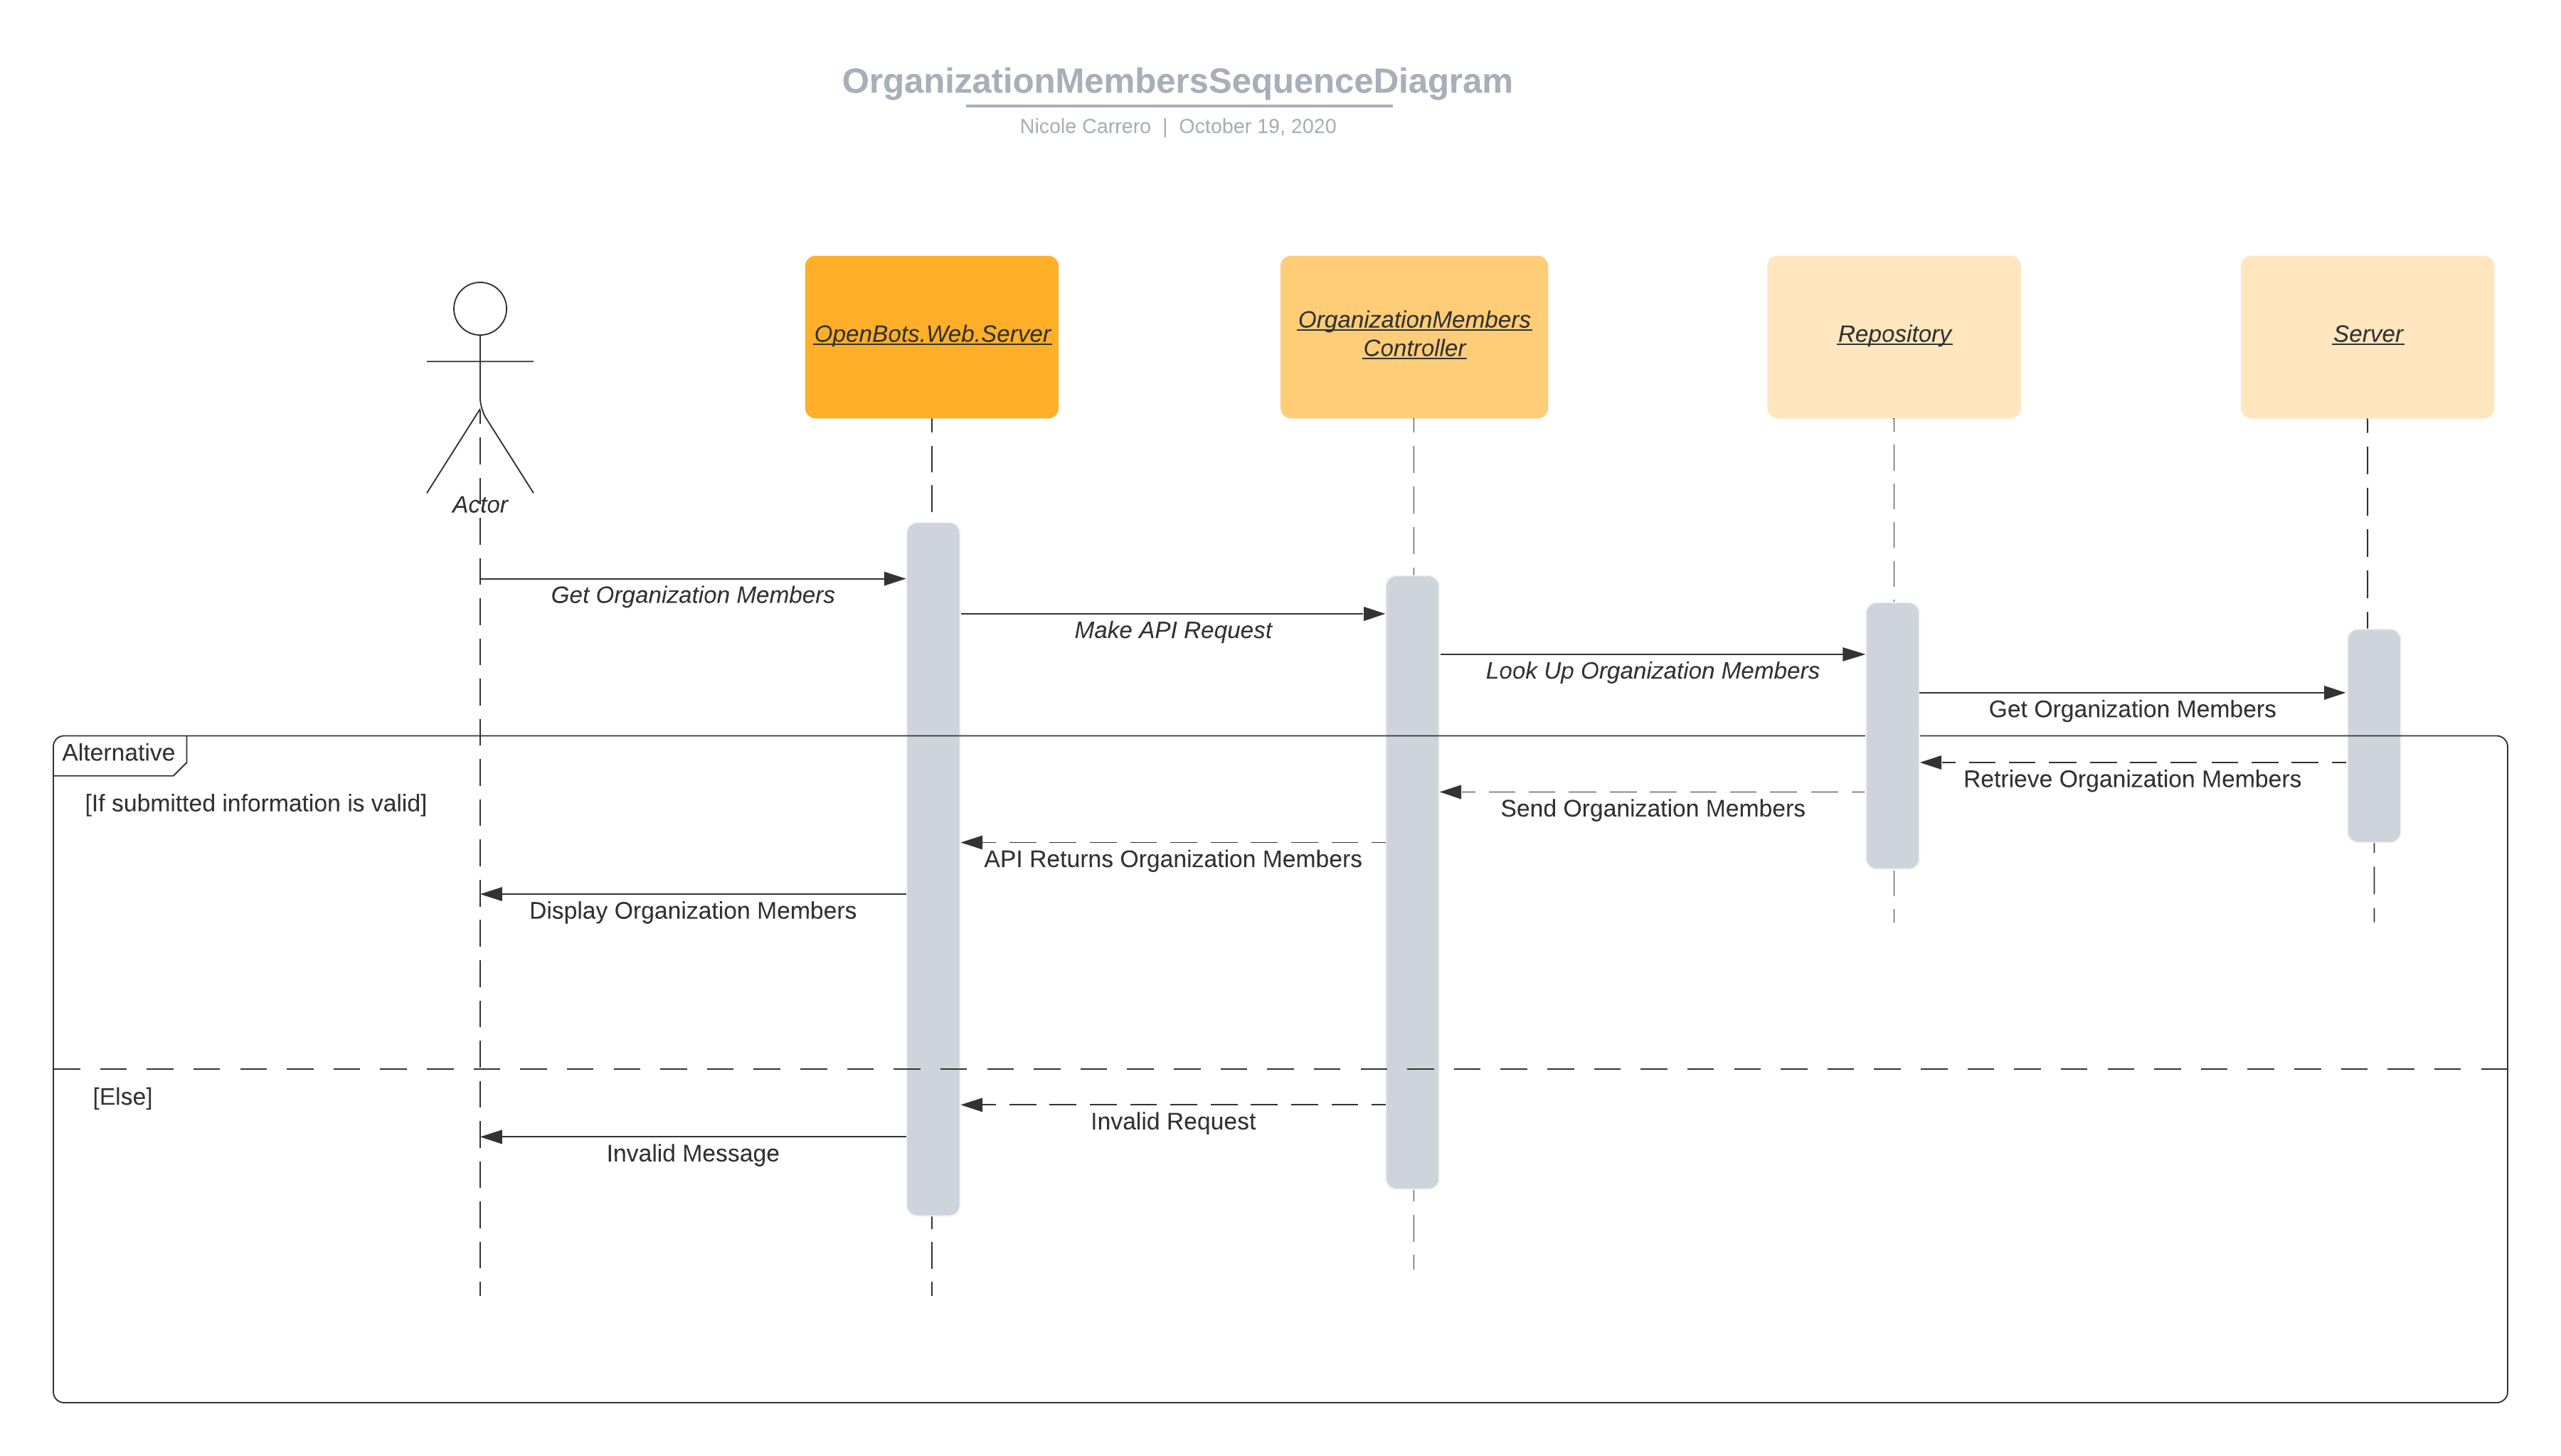 OrganizationMembersSequenceDiagram
Nicole Carrero | October 19, 2020
OpenBots.Web.Server
OrganizationMembers
Controller
Repository
Server
Actor
Get Organization Members
Make API Request
Look Up Organization Members
Get Organization Members
Alternative
[If submitted information is valid]
Retrieve Organization Members
Send Organization Members
API Returns Organization Members
Display Organization Members
[Else]
Invalid Request
Invalid Message